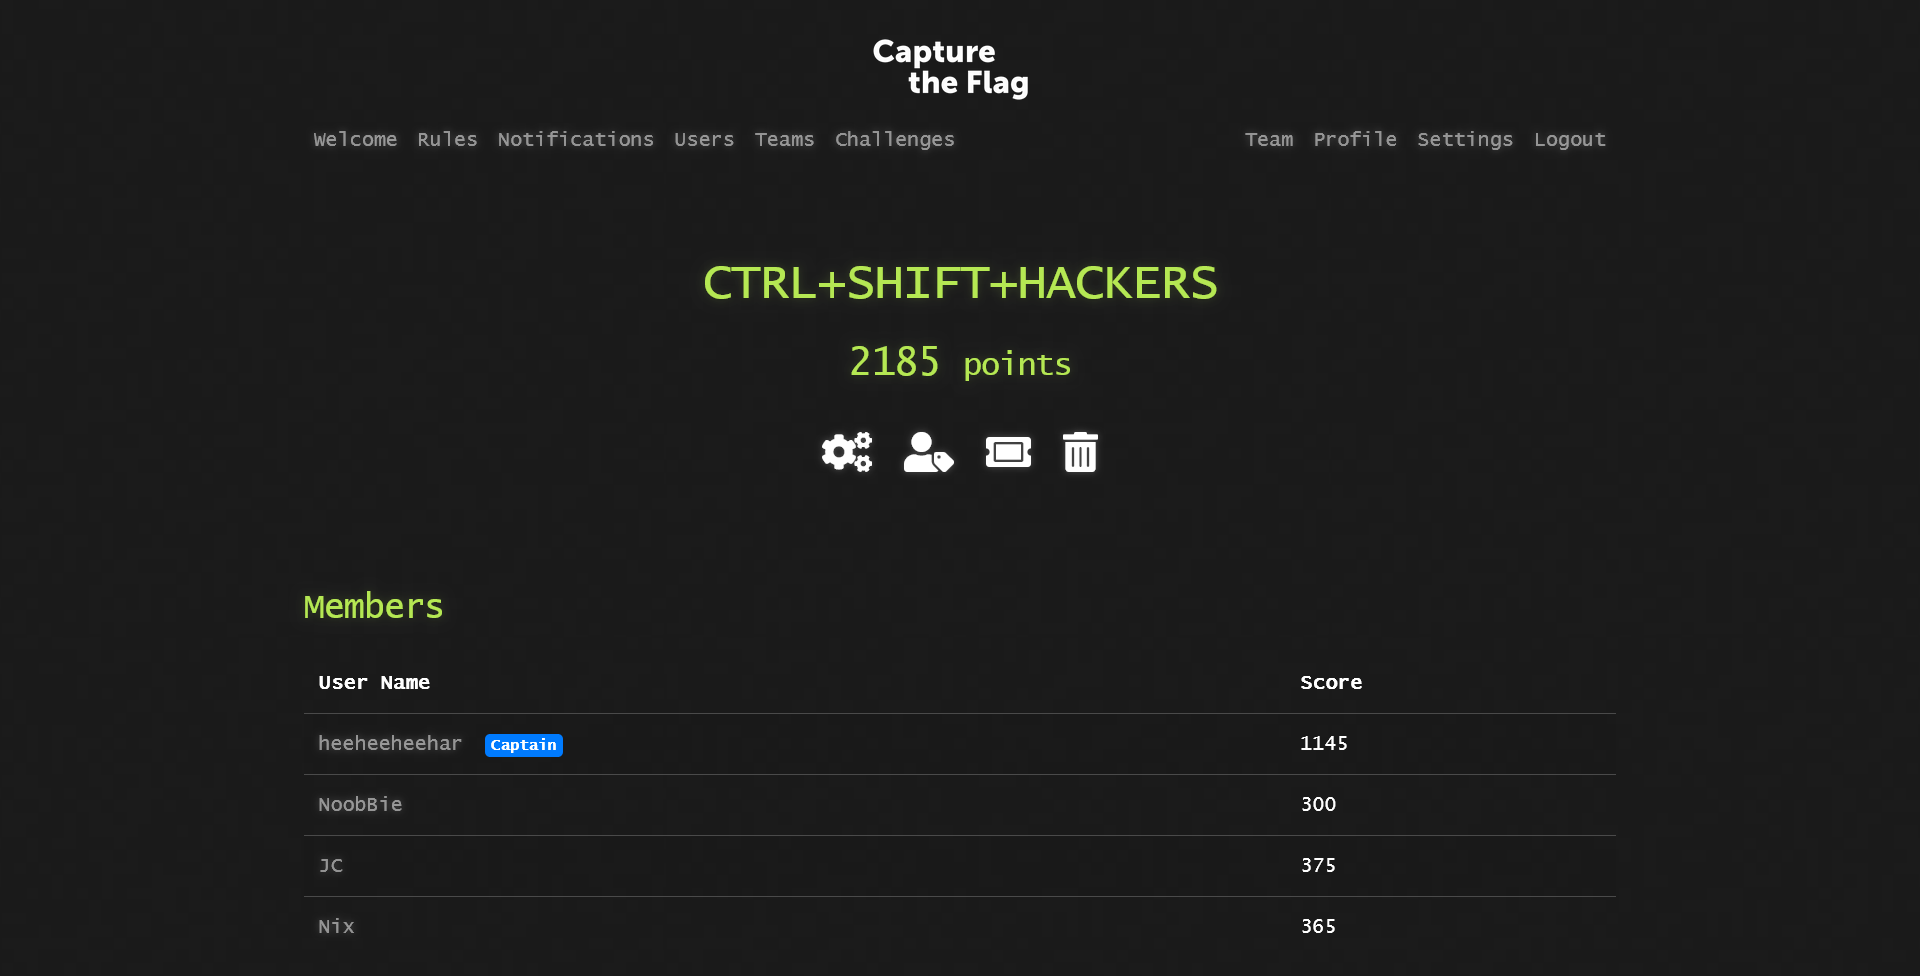 Capture
the Flag
Welcome Rules Notifications Users Teams Challenges Team Profile Settings Logout
CTRL+SHIFT+HACKERS
2185 points
Members
User Name Score
heeheeheehar Captain 1145
NoobBie 300
JC 375
Nix 365